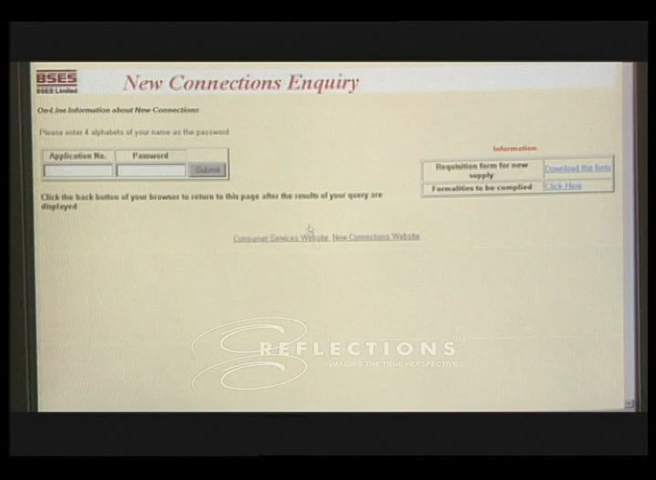 BSES
BSES Limited
New Connections Enquiry
On-Line Information about New Connections
Please enter 4 alphabets of your name as the password
Application No. Password
Submit
Information
Requisition form for new supply Download the form
Formalities to be complied Click Here
Click the back button of your browser to return to this page after the results of your query are
displayed
Consumer Services Website, New Connections Website
REFLECTIONS
IMAGING THE TRUE PERSPECTIVE